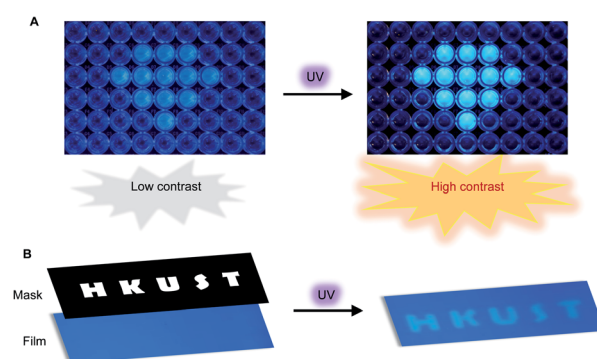 A
UV
Low contrast
High contrast
B
Mask
HKUST
Film
UV
HKUST